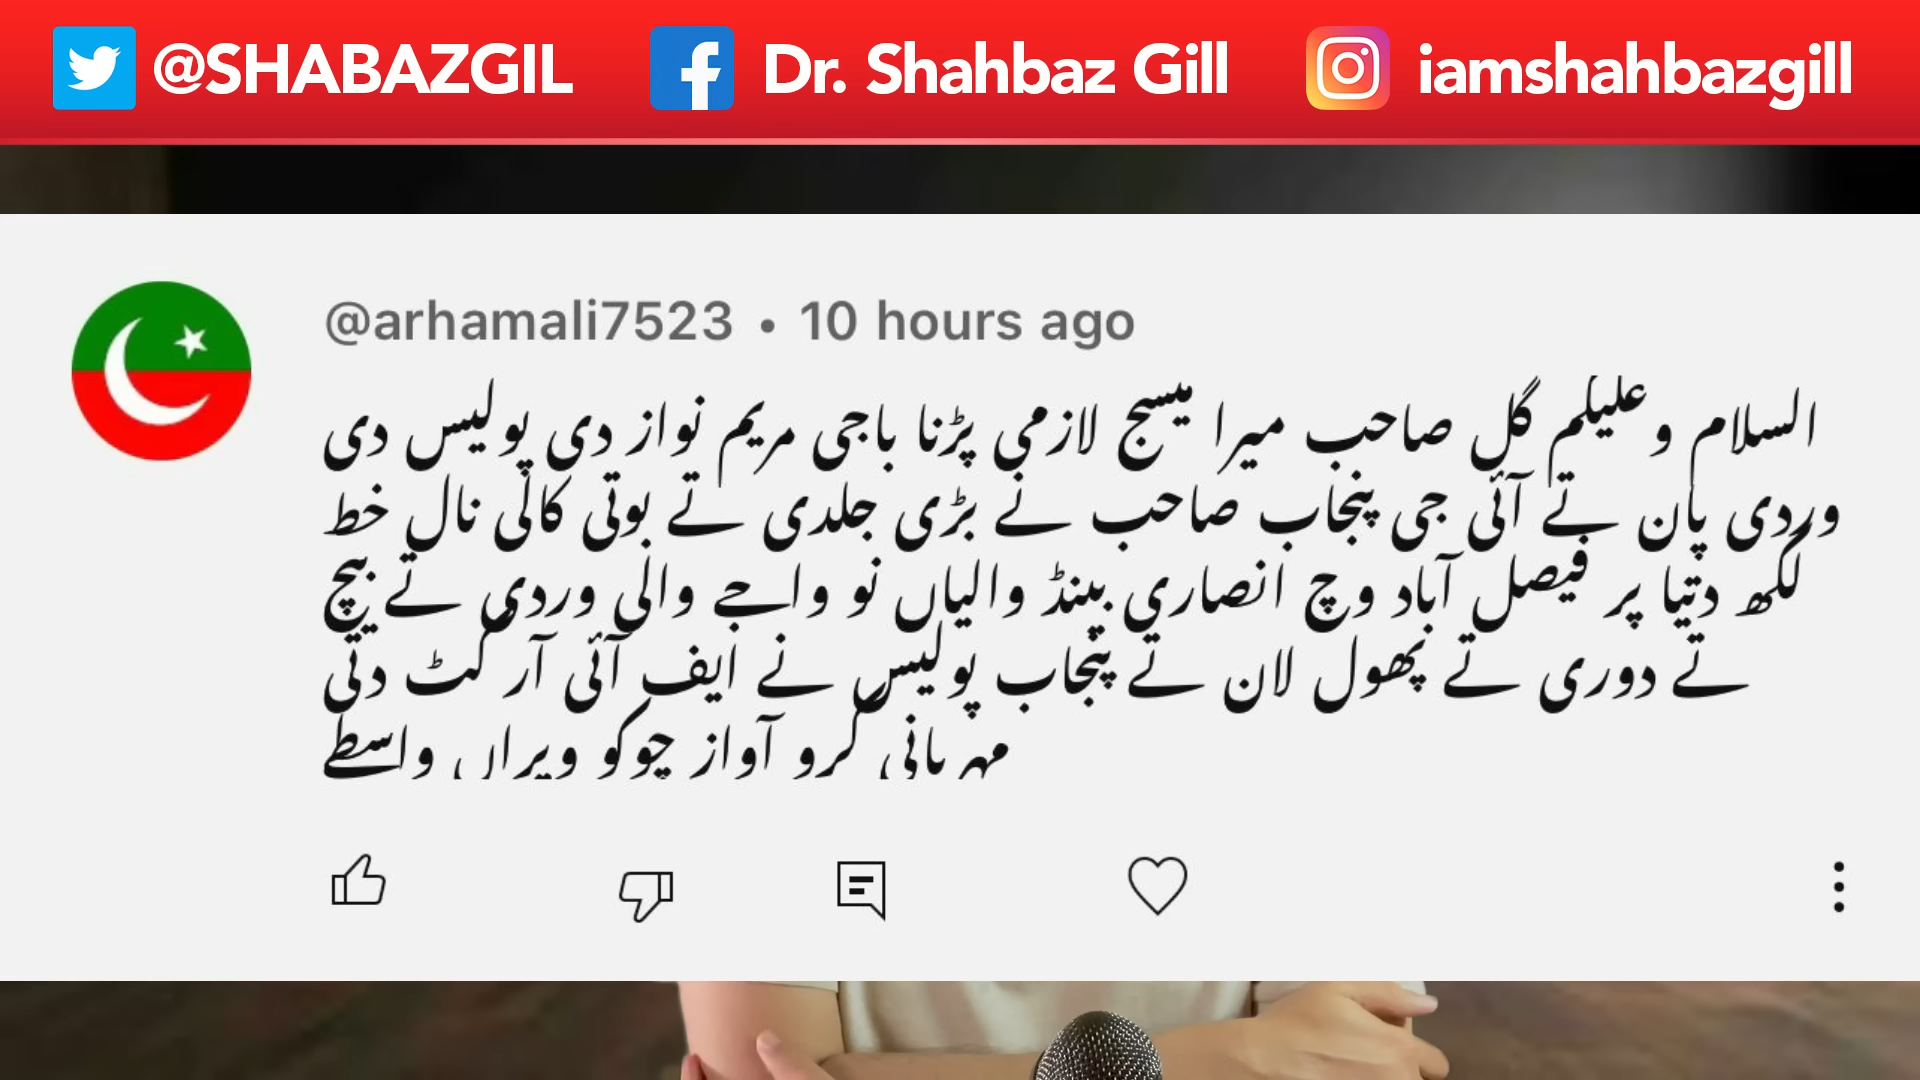 @SHABAZGIL Dr. Shahbaz Gill iamshahbazgill
@arhamali7523 • 10 hours ago
السلام وعلیکم گل صاحب میرا میسج لازمی پڑنا باجی مریم نواز دی پولیس دی
وردی پان تے آئی جی پنجاب صاحب نے بڑی جلدی تے بوتی کالی نال خط
لکھ دتیا پر فیصل آباد وچ انصاری بینڈ والیاں نو واجے والی وردی تے بیچ
تے دوری تے پھول لان تے پنجاب پولیس نے ایف آئی آر کٹ دتی
مہربانی کرو آواز چوکو ویراں واسطے